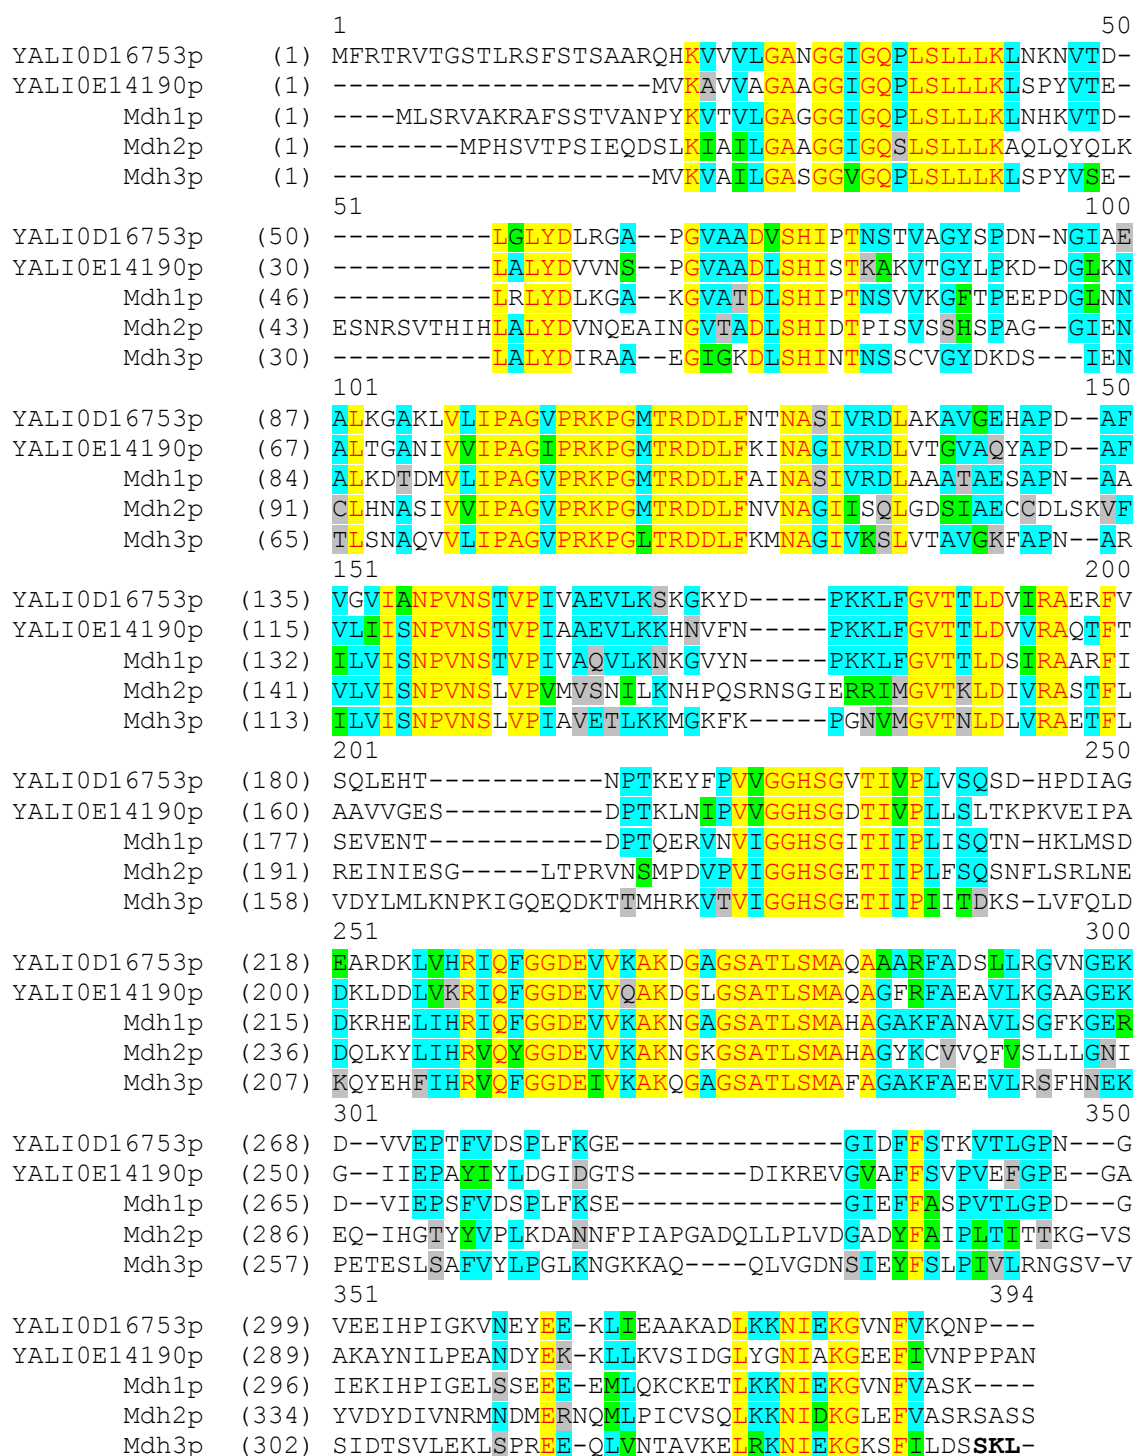 1 50
YALI0D16753p (1) MFRTRVTGSTLRSFSTSAARQHKVVVLGANGGIGQPLSLLLKLNKNVTD-
YALI0E14190p (1) --------------------MVKAVVAGAAGGIGQPLSLLLKLSPYVTE-
Mdh1p (1) ----MLSRVAKRAFSSTVANPYKVTVLGAGGGIGQPLSLLLKLNHKVTD-
Mdh2p (1) --------MPHSVTPSIEQDSLKIAILGAAGGIGQSLSLLLKAQLQYQLK
Mdh3p (1) --------------------MVKVAILGASGGVGQPLSLLLKLSPYVSE-
51 100
YALI0D16753p (50) ----------LGLYDLRGA--PGVAADVSHIPTNSTVAGYSPDN-NGIAE
YALI0E14190p (30) ----------LALYDVVNS--PGVAADLSHISTKAKVTGYLPKD-DGLKN
Mdh1p (46) ----------LRLYDLKGA--KGVATDLSHIPTNSVVKGFTPEEPDGLNN
Mdh2p (43) ESNRSVTHIHLALYDVNQEAINGVTADLSHIDTPISVSSHSPAG--GIEN
Mdh3p (30) ----------LALYDIRAA--EGIGKDLSHINTNSSCVGYDKDS---IEN
101 150
YALI0D16753p (87) ALKGAKLVLIPAGVPRKPGMTRDDLFNTNASIVRDLAKAVGEHAPD--AF
YALI0E14190p (67) ALTGANIVVIPAGIPRKPGMTRDDLFKINAGIVRDLVTGVAQYAPD--AF
Mdh1p (84) ALKDTDMVLIPAGVPRKPGMTRDDLFAINASIVRDLAAATAESAPN--AA
Mdh2p (91) CLHNASIVVIPAGVPRKPGMTRDDLFNVNAGIISQLGDSIAECCDLSKVF
Mdh3p (65) TLSNAQVVLIPAGVPRKPGLTRDDLFKMNAGIVKSLVTAVGKFAPN--AR
151 200
YALI0D16753p (135) VGVIANPVNSTVPIVAEVLKSKGKYD-----PKKLFGVTTLDVIRAERFV
YALI0E14190p (115) VLIISNPVNSTVPIAAEVLKKHNVFN-----PKKLFGVTTLDVVRAQTFT
Mdh1p (132) ILVISNPVNSTVPIVAQVLKNKGVYN-----PKKLFGVTTLDSIRAARFI
Mdh2p (141) VLVISNPVNSLVPVMVSNILKNHPQSRNSGIERRIMGVTKLDIVRASTFL
Mdh3p (113) ILVISNPVNSLVPIAVETLKKMGKFK-----PGNVMGVTNLDLVRAETFL
201 250
YALI0D16753p (180) SQLEHT-----------NPTKEYFPVVGGHSGVTIVPLVSQSD-HPDIAG
YALI0E14190p (160) AAVVGES----------DPTKLNIPVVGGHSGDTIVPLLSLTKPKVEIPA
Mdh1p (177) SEVENT-----------DPTQERVNVIGGHSGITIIPLISQTN-HKLMSD
Mdh2p (191) REINIESG-----LTPRVNSMPDVPVIGGHSGETIIPLFSQSNFLSRLNE
Mdh3p (158) VDYLMLKNPKIGQEQDKTTMHRKVTVIGGHSGETIIPIITDKS-LVFQLD
251 300
YALI0D16753p (218) EARDKLVHRIQFGGDEVVKAKDGAGSATLSMAQAAARFADSLLRGVNGEK
YALI0E14190p (200) DKLDDLVKRIQFGGDEVVQAKDGLGSATLSMAQAGFRFAEAVLKGAAGEK
Mdh1p (215) DKRHELIHRIQFGGDEVVKAKNGAGSATLSMAHAGAKFANAVLSGFKGER
Mdh2p (236) DQLKYLIHRVQYGGDEVVKAKNGKGSATLSMAHAGYKCVVQFVSLLLGNI
Mdh3p (207) KQYEHFIHRVQFGGDEIVKAKQGAGSATLSMAFAGAKFAEEVLRSFHNEK
301 350
YALI0D16753p (268) D--VVEPTFVDSPLFKGE--------------GIDFFSTKVTLGPN---G
YALI0E14190p (250) G--IIEPAYIYLDGIDGTS-------DIKREVGVAFFSVPVEFGPE--GA
Mdh1p (265) D--VIEPSFVDSPLFKSE--------------GIEFFASPVTLGPD---G
Mdh2p (286) EQ-IHGTYYVPLKDANNFPIAPGADQLLPLVDGADYFAIPLTITTKG-VS
Mdh3p (257) PETESLSAFVYLPGLKNGKKAQ----QLVGDNSIEYFSLPIVLRNGSV-V
351 394
YALI0D16753p (299) VEEIHPIGKVNEYEE-KLIEAAKADLKKNIEKGVNFVKQNP---
YALI0E14190p (289) AKAYNILPEANDYEK-KLLKVSIDGLYGNIAKGEEFIVNPPPAN
Mdh1p (296) IEKIHPIGELSSEEE-EMLQKCKETLKKNIEKGVNFVASK----
Mdh2p (334) YVDYDIVNRMNDMERNQMLPICVSQLKKNIDKGLEFVASRSASS
Mdh3p (302) SIDTSVLEKLSPREE-QLVNTAVKELRKNIEKGKSFILDSSKL-